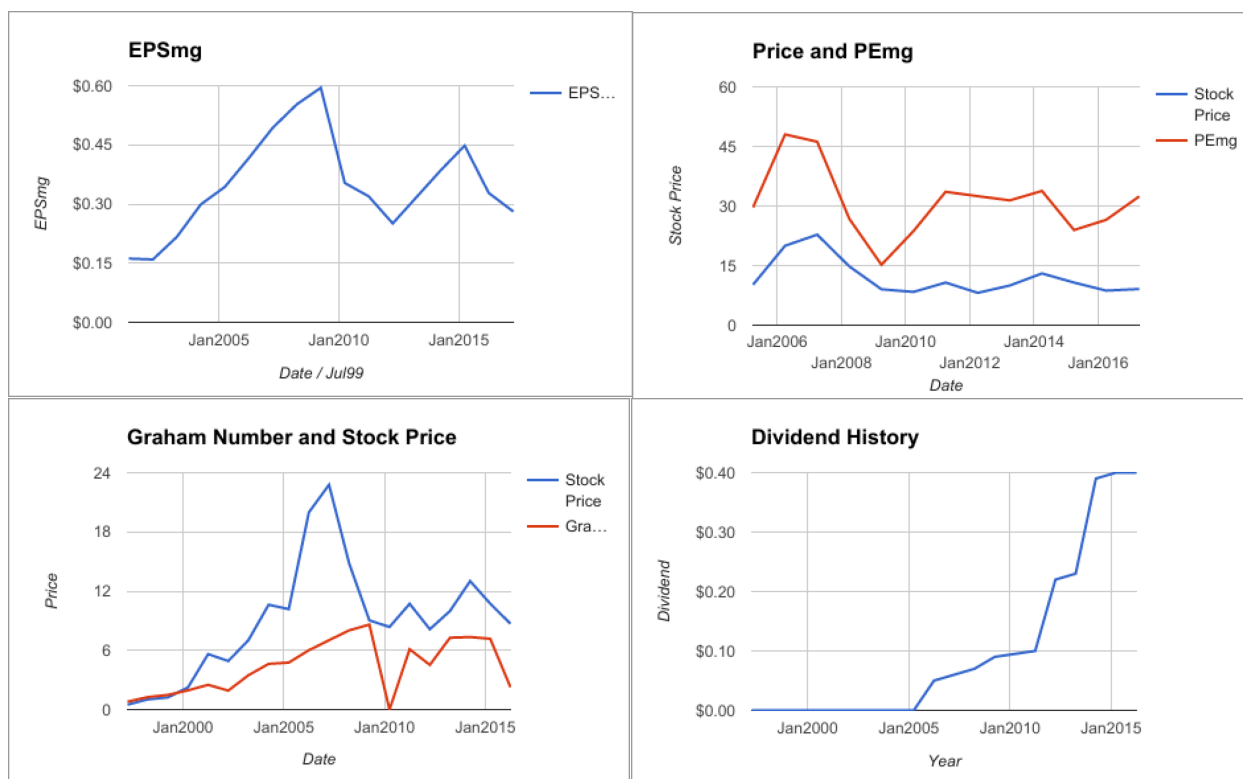 EPSmg
$0.60
$0.45
$0.30
$0.15
$0.00
EPSmg
Jan2005
Jan2010
Jan2015
Date / Jul99
EPS…
Price and PEmg
60
45
30
15
0
Stock Price
Jan2006
Jan2008
Jan2010
Jan2012
Jan2014
Jan2016
Date
Stock
Price
PEmg
Graham Number and Stock Price
24
18
12
6
0
Price
Jan2000
Jan2005
Jan2010
Jan2015
Date
Stock
Price
Gra…
Dividend History
$0.40
$0.30
$0.20
$0.10
$0.00
Dividend
Jan2000
Jan2005
Jan2010
Jan2015
Year